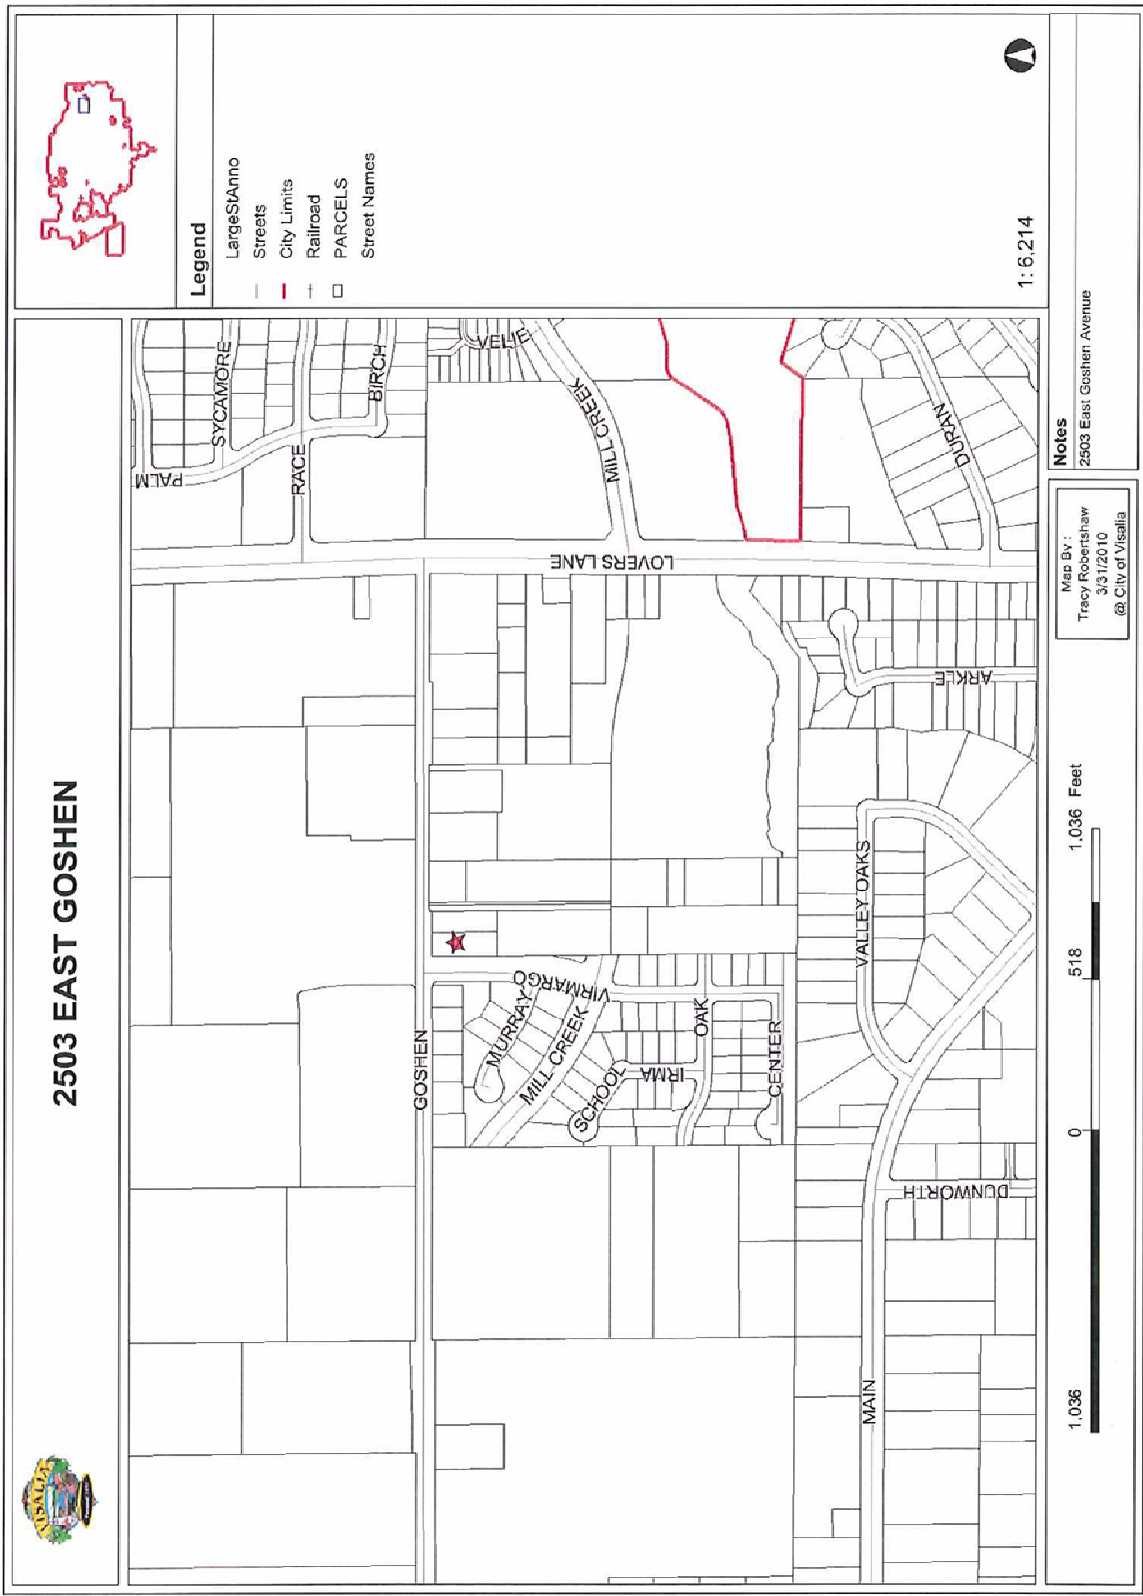 VISALIA
2503 EAST GOSHEN
Legend
LargeStAnno
Streets
City Limits
Railroad
PARCELS
Street Names
1: 6,214
PALM
SYCAMORE
RACE
BIRCH
VELIE
MILL CREEK
LOVERS LANE
DURAN
ARKLE
GOSHEN
MURRAY
VIRMARGO
MILL CREEK
SCHOOL
IRMA
OAK
CENTER
VALLEY OAKS
MAIN
DUNWORTH
1,036
0
518
1,036 Feet
Map By :
Tracy Robertshaw
3/31/2010
@ City of Visalia
Notes
2503 East Goshen Avenue